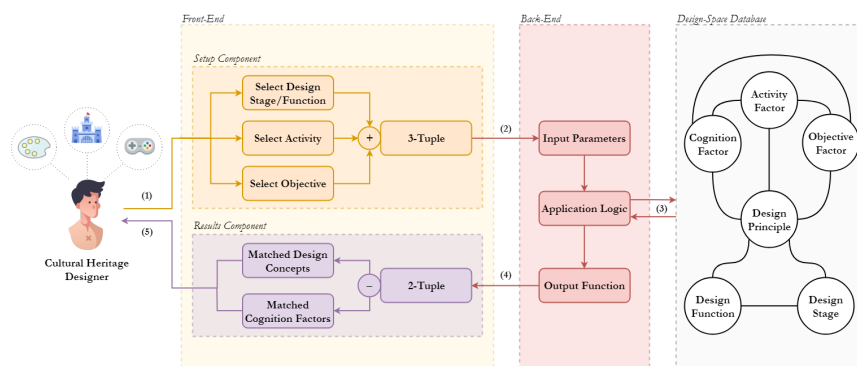 Front-End
Back-End
Design-Space Database
Setup Component
Select Design
Stage/Function
Select Activity
Select Objective
+
3-Tuple
(1)
(2)
Input Parameters
Application Logic
Output Function
(3)
(4)
(5)
Cultural Heritage
Designer
Results Component
Matched Design
Concepts
Matched
Cognition Factors
–
2-Tuple
Activity
Factor
Cognition
Factor
Objective
Factor
Design
Principle
Design
Function
Design
Stage